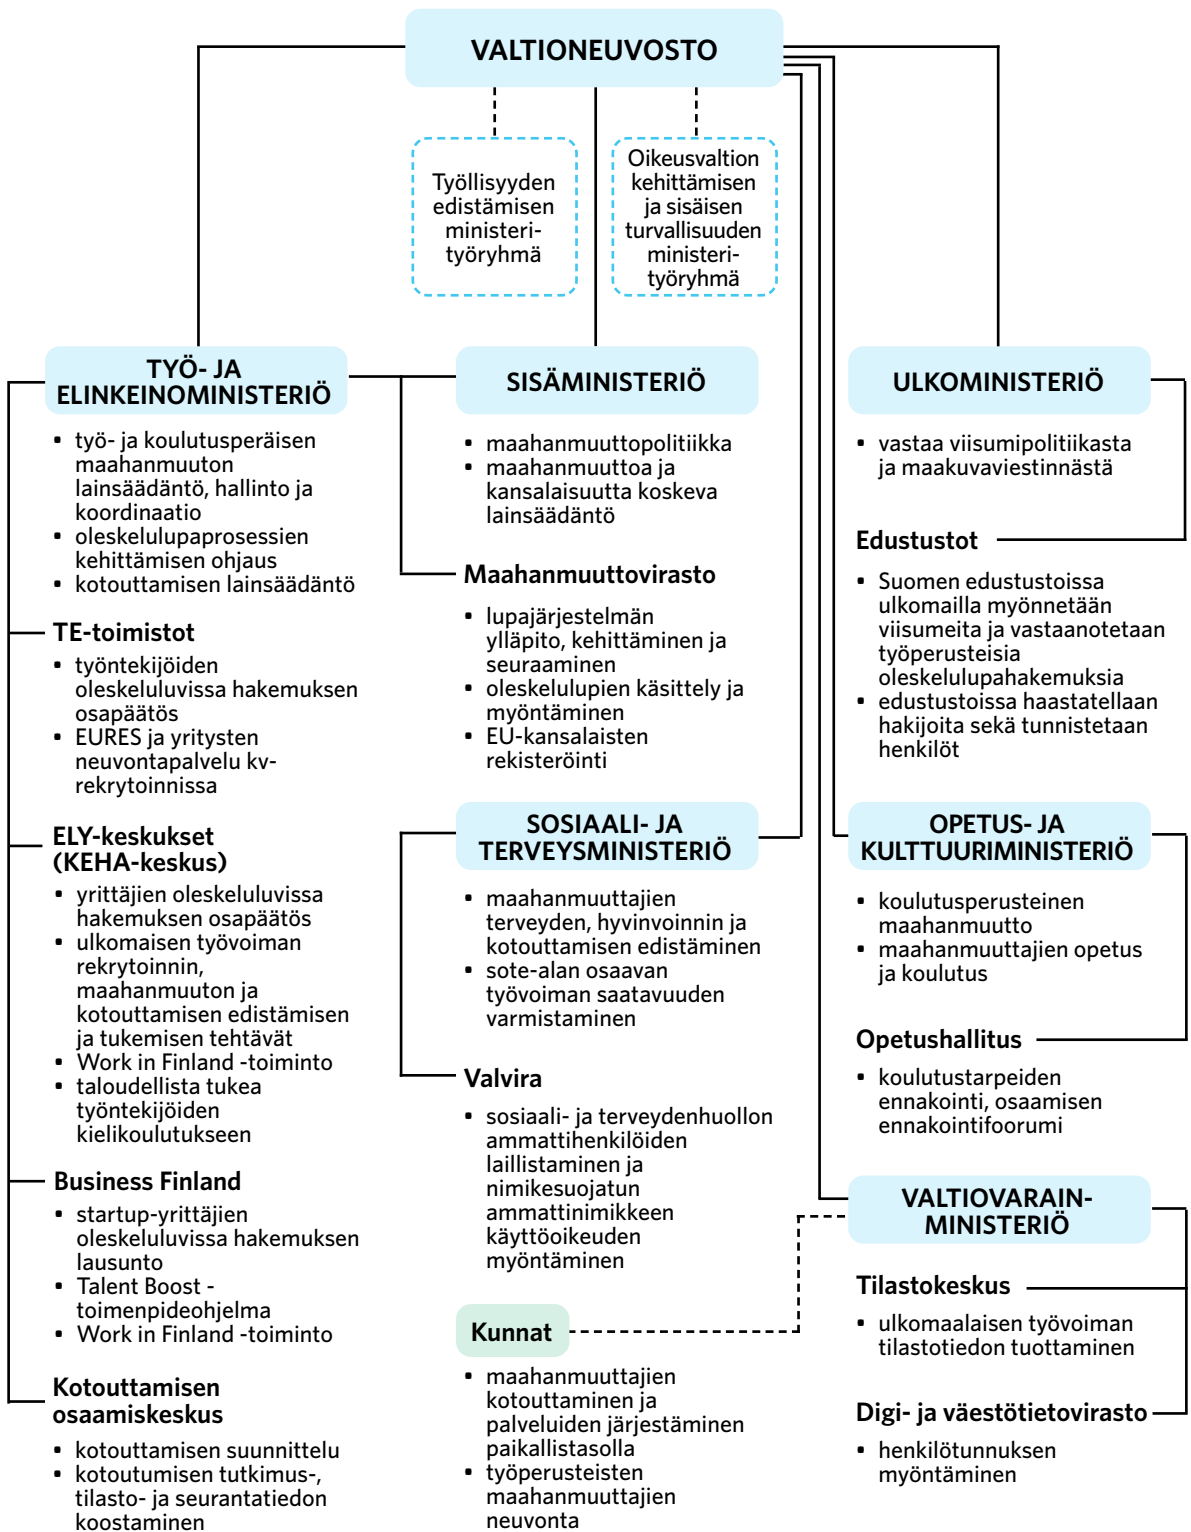 VALTIONEUVOSTO
Työllisyyden
edistämisen
ministeri-
työryhmä
Oikeusvaltion
kehittämisen
ja sisäisen
turvallisuuden
ministeri-
työryhmä
TYÖ- JA
ELINKEINOMINISTERIÖ
▪ työ- ja koulutusperäisen
maahanmuuton
lainsäädäntö, hallinto ja
koordinaatio
▪ oleskelulupaprosessien
kehittämisen ohjaus
▪ kotouttamisen lainsäädäntö
TE-toimistot
▪ työntekijöiden
oleskeluluvissa hakemuksen
osapäätös
▪ EURES ja yritysten
neuvontapalvelu kv-
rekrytoinnissa
ELY-keskukset
(KEHA-keskus)
▪ yrittäjien oleskeluluvissa
hakemuksen osapäätös
▪ ulkomaisen työvoiman
rekrytoinnin,
maahanmuuton ja
kotouttamisen edistämisen
ja tukemisen tehtävät
▪ Work in Finland -toiminto
▪ taloudellista tukea
työntekijöiden
kielikoulutukseen
Business Finland
▪ startup-yrittäjien
oleskeluluvissa hakemuksen
lausunto
▪ Talent Boost -
toimenpideohjelma
▪ Work in Finland -toiminto
Kotouttamisen
osaamiskeskus
▪ kotouttamisen suunnittelu
▪ kotoutumisen tutkimus-,
tilasto- ja seurantatiedon
koostaminen
SISÄMINISTERIÖ
▪ maahanmuuttopolitiikka
▪ maahanmuuttoa ja
kansalaisuutta koskeva
lainsäädäntö
Maahanmuuttovirasto
▪ lupajärjestelmän
ylläpito, kehittäminen ja
seuraaminen
▪ oleskelulupien käsittely ja
myöntäminen
▪ EU-kansalaisten
rekisteröinti
SOSIAALI- JA
TERVEYSMINISTERIÖ
▪ maahanmuuttajien
terveyden, hyvinvoinnin ja
kotouttamisen edistäminen
▪ sote-alan osaavan
työvoiman saatavuuden
varmistaminen
Valvira
▪ sosiaali- ja terveydenhuollon
ammattihenkilöiden
laillistaminen ja
nimikesuojatun
ammattinimikkeen
käyttöoikeuden
myöntäminen
Kunnat
▪ maahanmuuttajien
kotouttaminen ja
palveluiden järjestäminen
paikallistasolla
▪ työperusteisten
maahanmuuttajien
neuvonta
ULKOMINISTERIÖ
▪ vastaa viisumipolitiikasta
ja maakuvaviestinnästä
Edustustot
▪ Suomen edustustoissa
ulkomailla myönnetään
viisumeita ja vastaanotetaan
työperusteisia
oleskelulupahakemuksia
▪ edustustoissa haastatellaan
hakijoita sekä tunnistetaan
henkilöt
OPETUS- JA
KULTTUURIMINISTERIÖ
▪ koulutusperusteinen
maahanmuutto
▪ maahanmuuttajien opetus
ja koulutus
Opetushallitus
▪ koulutustarpeiden
ennakointi, osaamisen
ennakointifoorumi
VALTIOVARAIN-
MINISTERIÖ
Tilastokeskus
▪ ulkomaalaisen työvoiman
tilastotiedon tuottaminen
Digi- ja väestötietovirasto
▪ henkilötunnuksen
myöntäminen